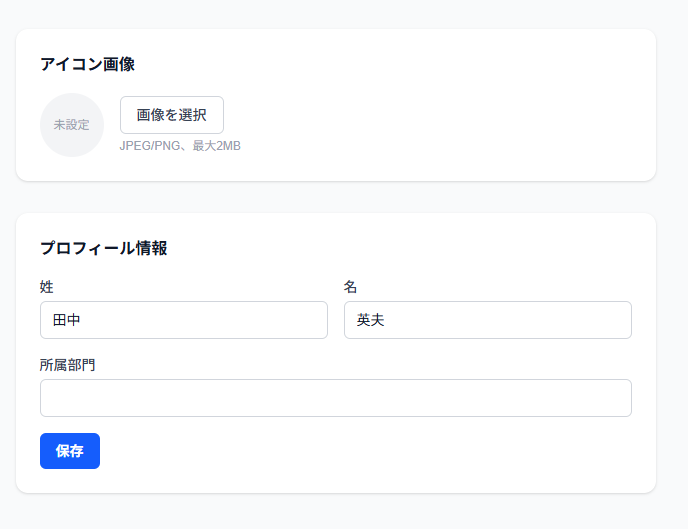 アイコン画像
未設定
画像を選択
JPEG/PNG、最大2MB
プロフィール情報
姓
名
田中
英夫
所属部門
保存